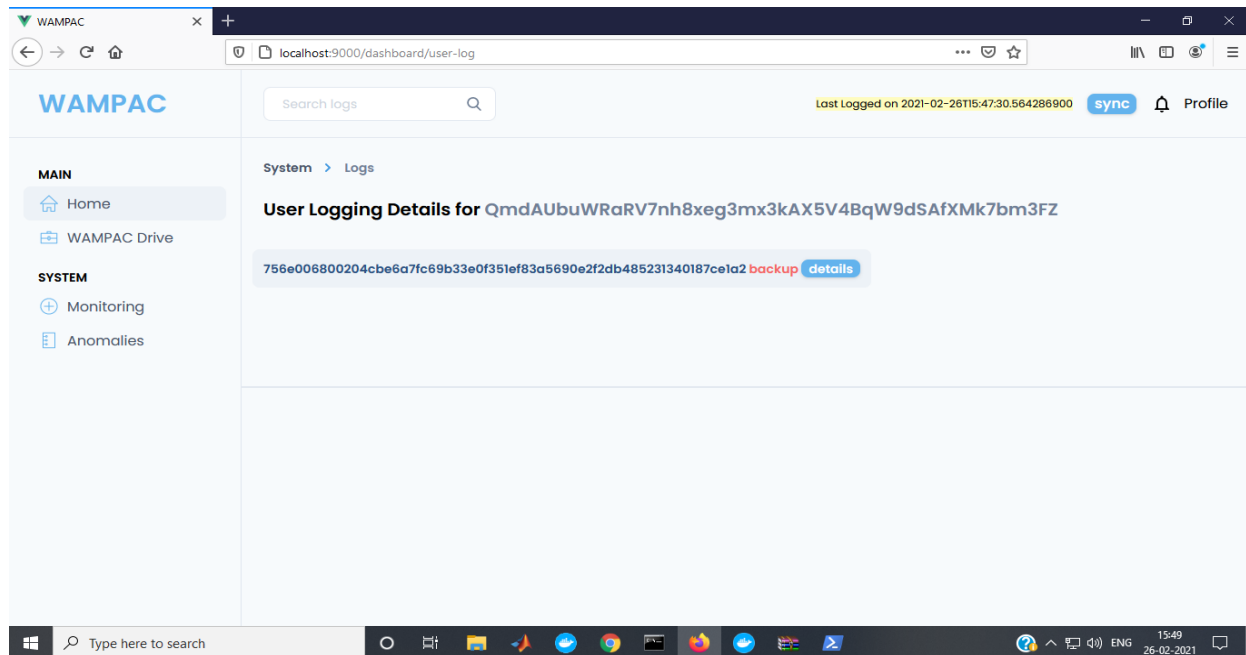 WAMPAC
localhost:9000/dashboard/user-log
WAMPAC
Search logs
Last Logged on 2021-02-26T15:47:30.564286900
sync
Profile
MAIN
Home
WAMPAC Drive
SYSTEM
Monitoring
Anomalies
System > Logs
User Logging Details for QmdAUbuWRaRV7nh8xeg3mx3kAX5V4BqW9dSAfXMk7bm3FZ
756e006800204cbe6a7fc69b33e0f351ef83a5690e2f2db485231340187ce1a2 backup details
Type here to search
ENG
15:49
26-02-2021